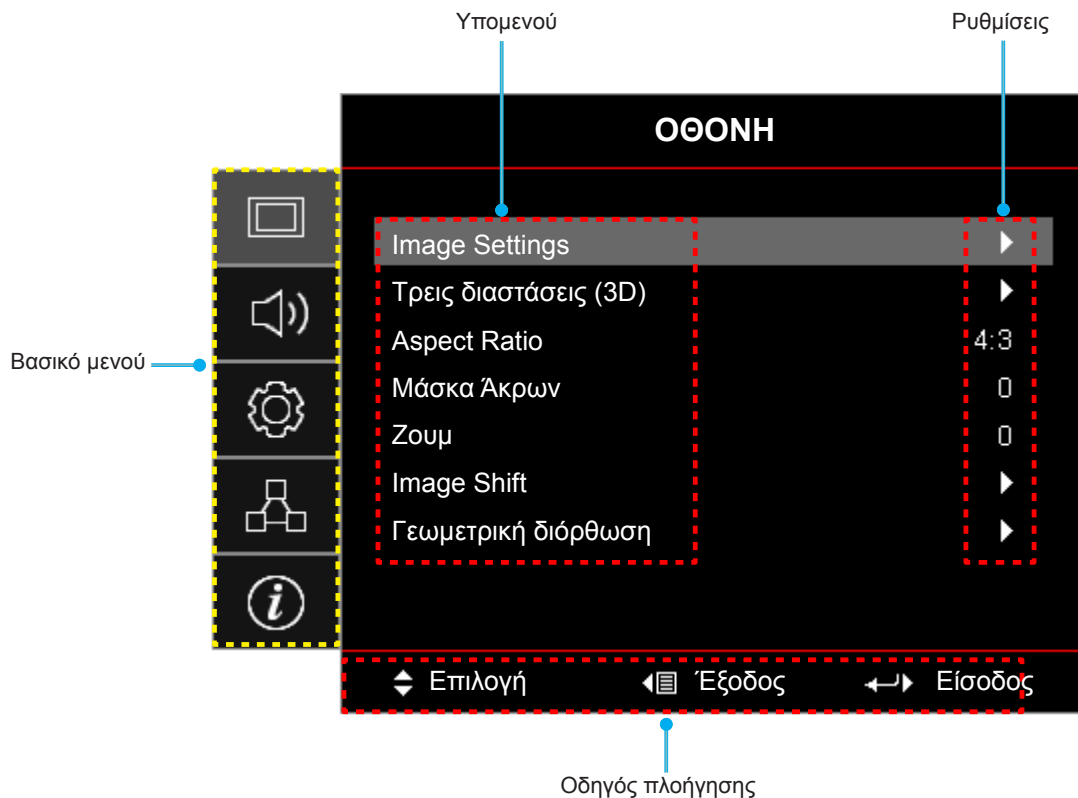 Υπομενού Ρυθμίσεις
ΟΘΟΝΗ
Image Settings
Τρεις διαστάσεις (3D)
Aspect Ratio 4:3
Βασικό μενού
Μάσκα Άκρων 0
Ζουμ 0
Image Shift
Γεωμετρική διόρθωση
Επιλογή Έξοδος Είσοδος
Οδηγός πλοήγησης